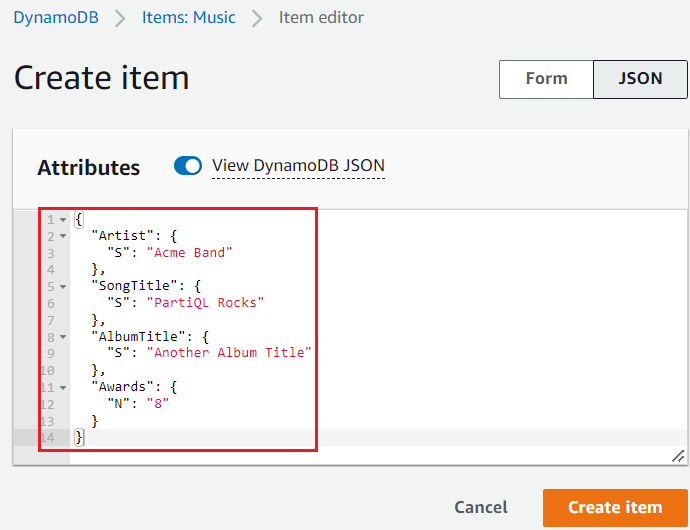 DynamoDB > Items: Music > Item editor
Create item
Form JSON
Attributes View DynamoDB JSON
1 {
2 "Artist": {
3 "S": "Acme Band"
4 },
5 "SongTitle": {
6 "S": "PartiQL Rocks"
7 },
8 "AlbumTitle": {
9 "S": "Another Album Title"
10 },
11 "Awards": {
12 "N": "8"
13 }
14 }
Cancel Create item